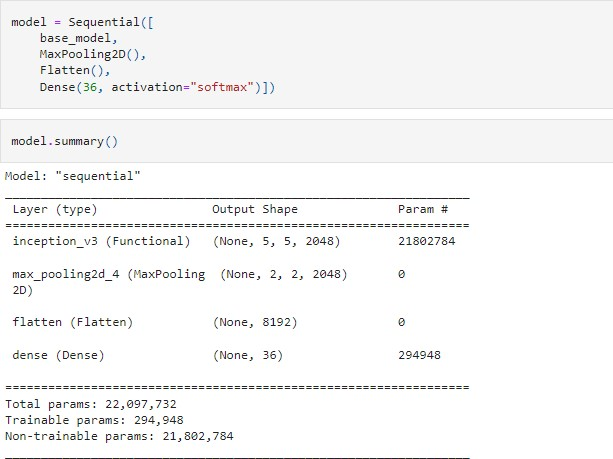 model = Sequential([
    base_model,
    MaxPooling2D(),
    Flatten(),
    Dense(36, activation="softmax")])
model.summary()
Model: "sequential"
_________________________________________________________________
 Layer (type)                Output Shape              Param #
=================================================================
 inception_v3 (Functional)   (None, 5, 5, 2048)        21802784
 max_pooling2d_4 (MaxPooling  (None, 2, 2, 2048)       0
 2D)
 flatten (Flatten)           (None, 8192)              0
 dense (Dense)               (None, 36)                294948
=================================================================
Total params: 22,097,732
Trainable params: 294,948
Non-trainable params: 21,802,784
_________________________________________________________________